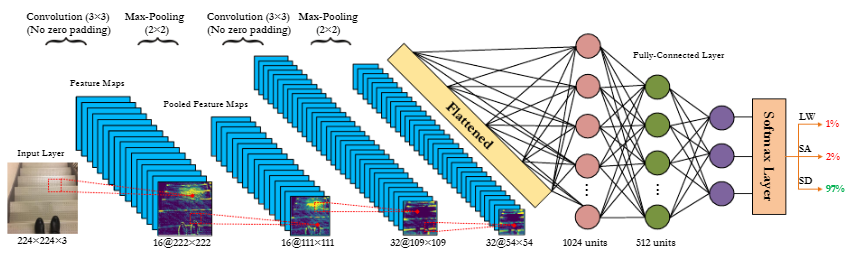 Convolution (3×3)
(No zero padding)
Max-Pooling
(2×2)
Convolution (3×3)
(No zero padding)
Max-Pooling
(2×2)
Fully-Connected Layer
Feature Maps
Pooled Feature Maps
Flattened
Softmax Layer
LW
1%
SA
2%
SD
97%
Input Layer
224×224×3
16@222×222
16@111×111
32@109×109
32@54×54
1024 units
512 units